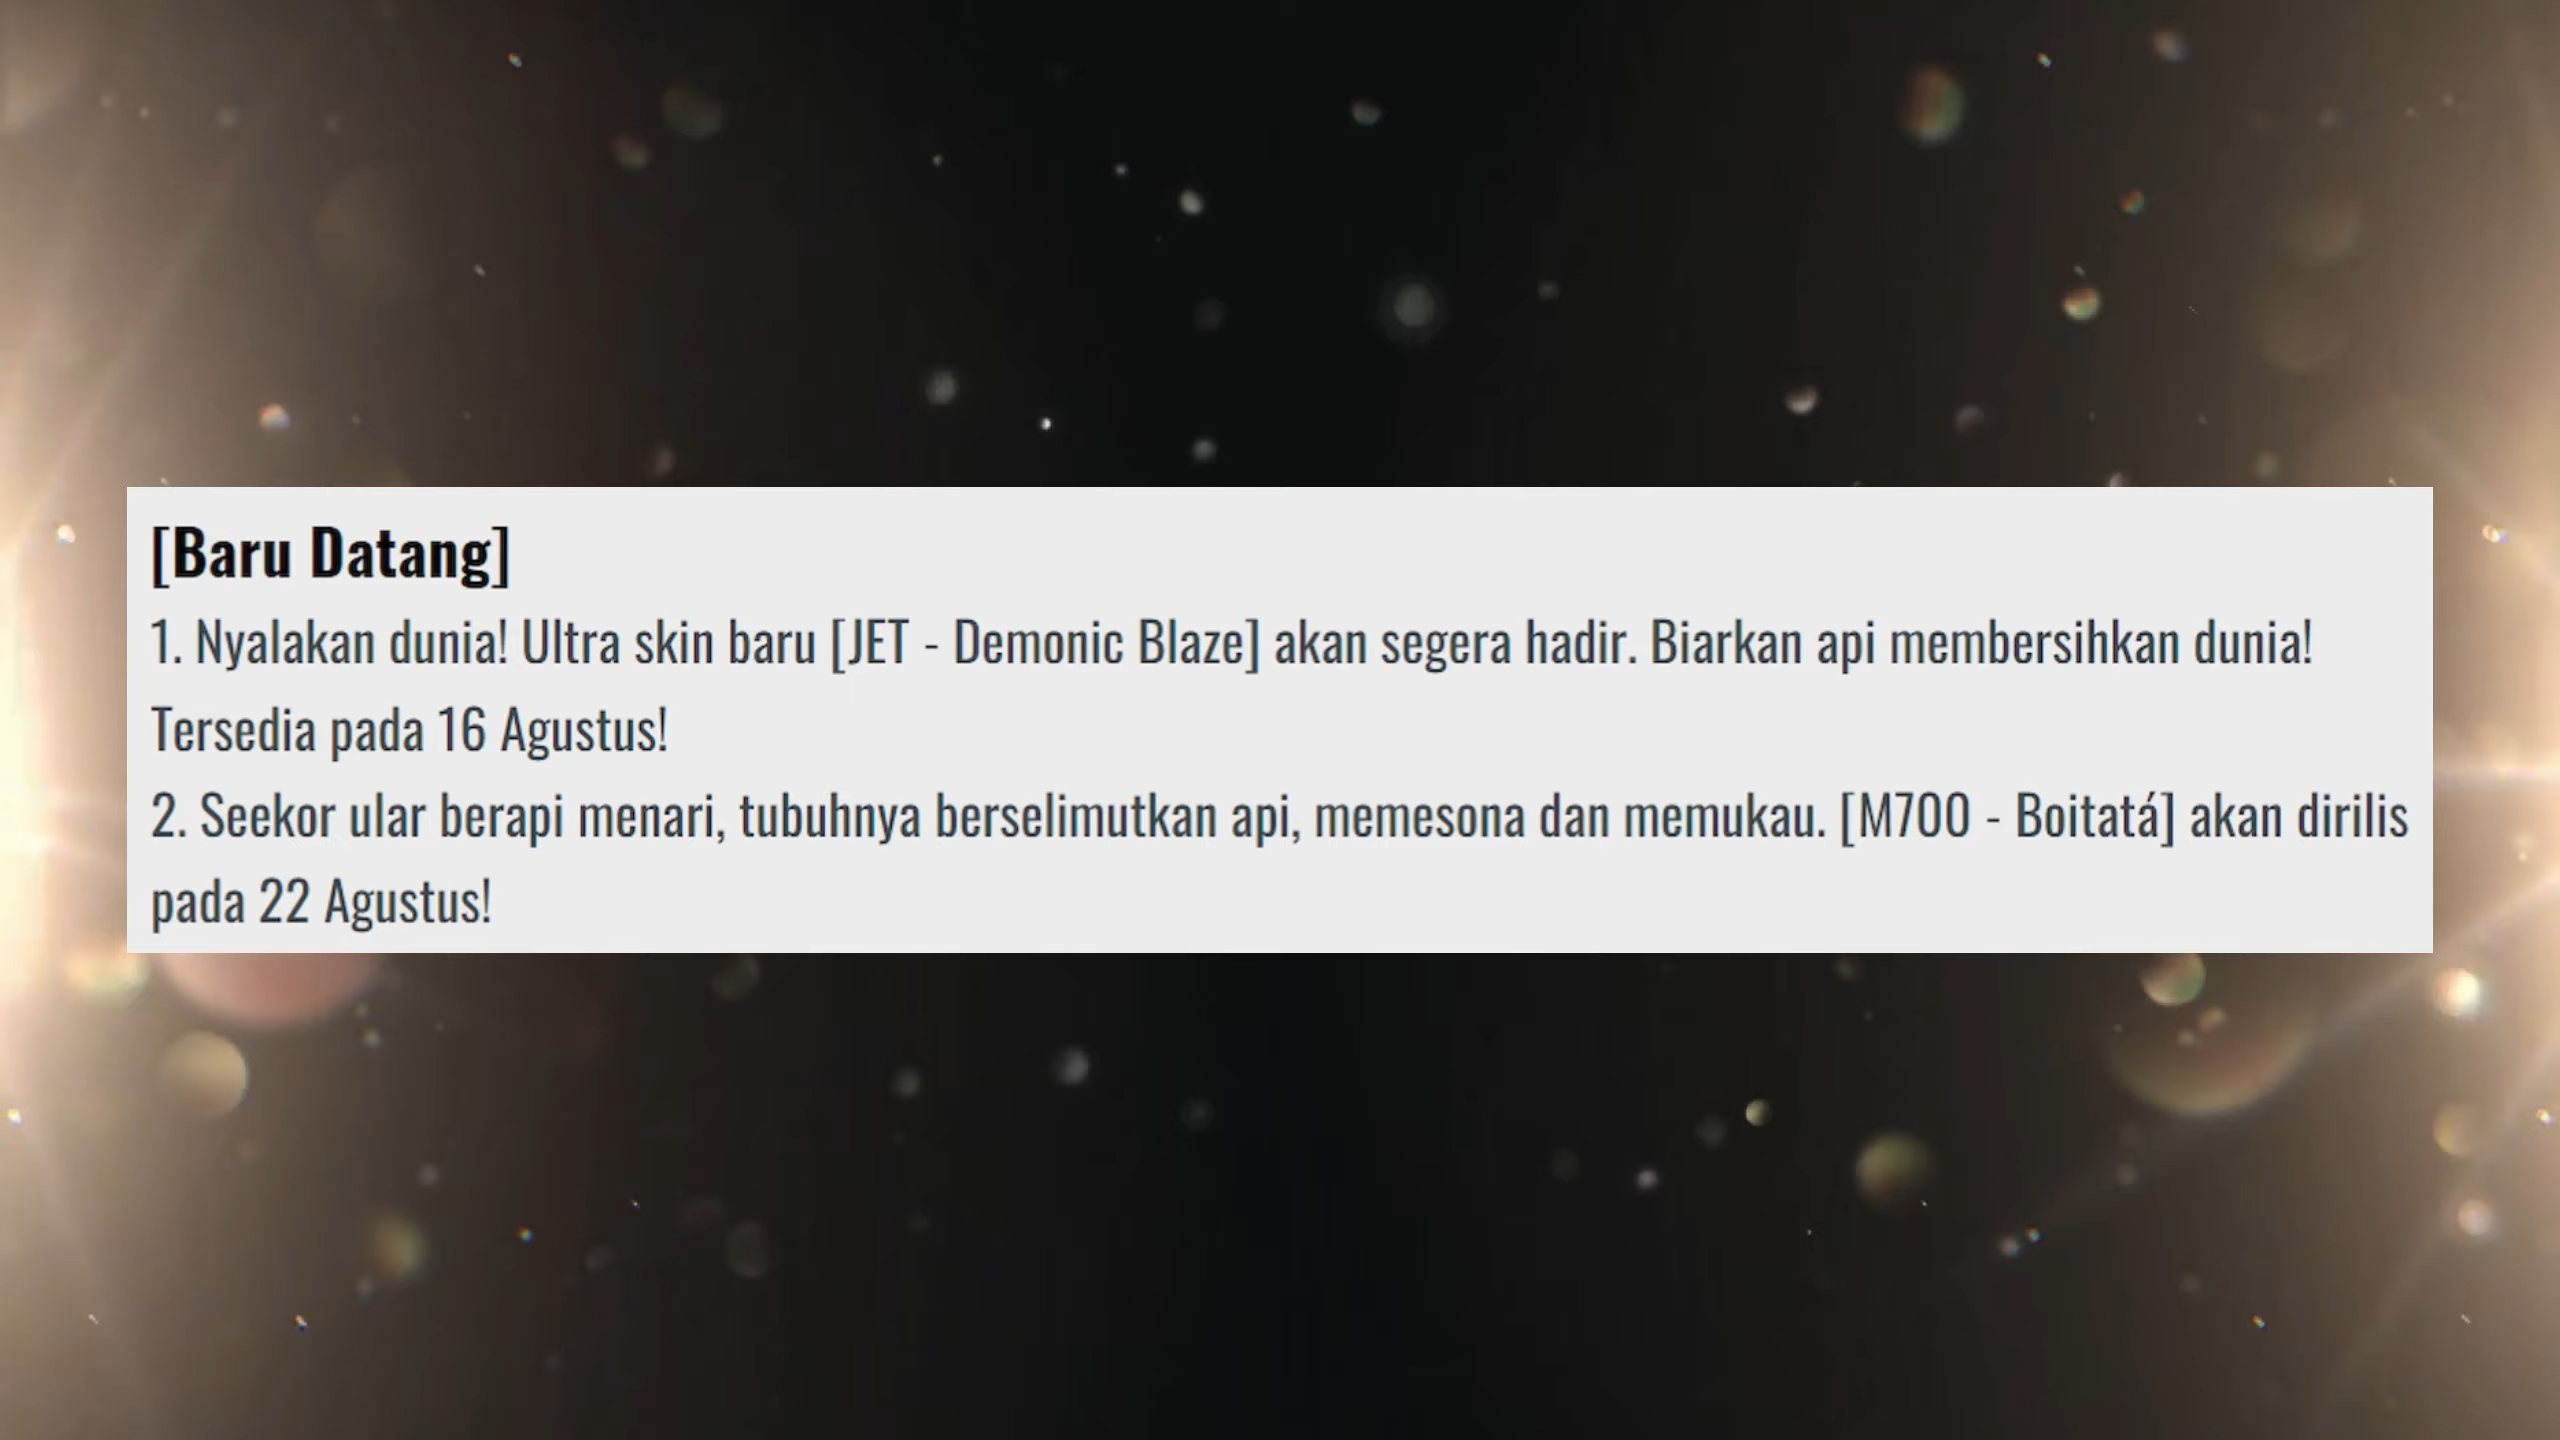 [Baru Datang]
1. Nyalakan dunia! Ultra skin baru [JET - Demonic Blaze] akan segera hadir. Biarkan api membersihkan dunia!
Tersedia pada 16 Agustus!
2. Seekor ular berapi menari, tubuhnya berselimutkan api, memesona dan memukau. [M700 - Boitatá] akan dirilis
pada 22 Agustus!